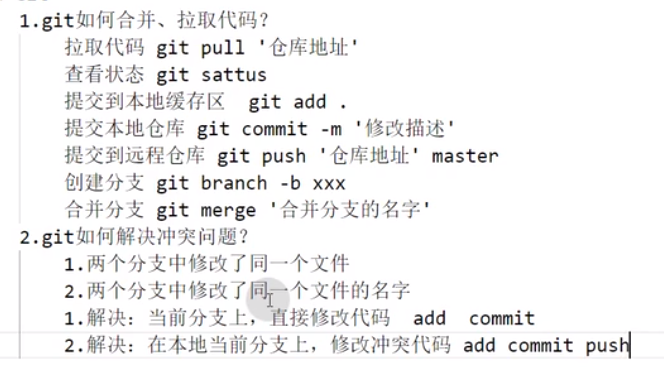 1.git如何合并、拉取代码？
拉取代码 git pull '仓库地址'
查看状态 git sattus
提交到本地缓存区  git add .
提交本地仓库 git commit -m '修改描述'
提交到远程仓库 git push '仓库地址' master
创建分支 git branch -b xxx
合并分支 git merge '合并分支的名字'
2.git如何解决冲突问题？
1.两个分支中修改了同一个文件
2.两个分支中修改了同一个文件的名字
1.解决：当前分支上，直接修改代码  add  commit
2.解决：在本地当前分支上，修改冲突代码 add commit push